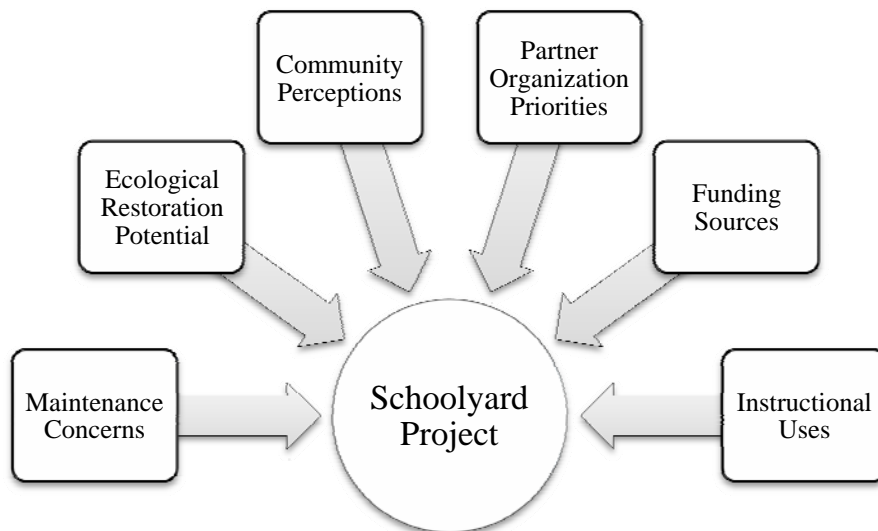 Community
Perceptions
Partner
Organization
Priorities
Ecological
Restoration
Potential
Funding
Sources
Maintenance
Concerns
Schoolyard
Project
Instructional
Uses